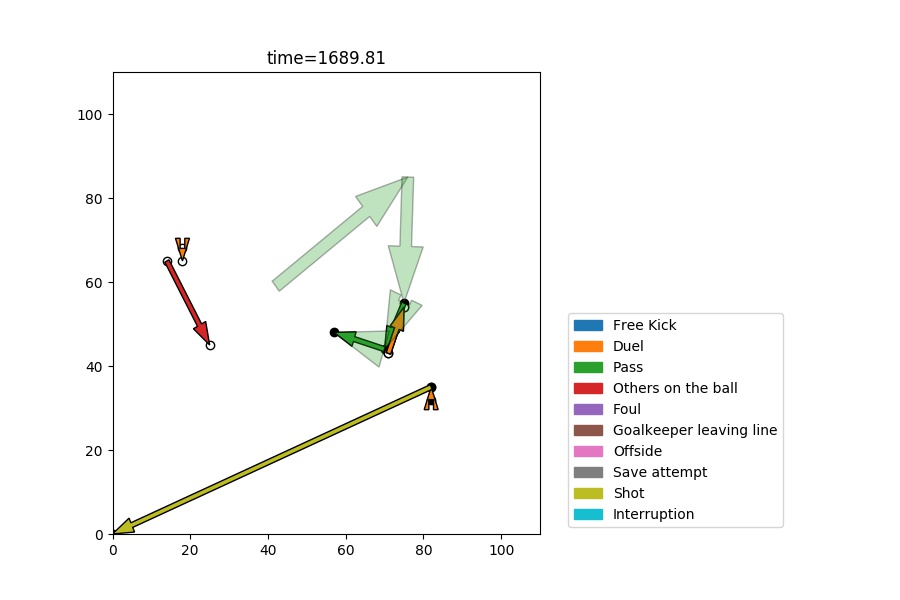 time=1689.81
100
80
60
40
20
0
0 20 40 60 80 100
Free Kick
Duel
Pass
Others on the ball
Foul
Goalkeeper leaving line
Offside
Save attempt
Shot
Interruption